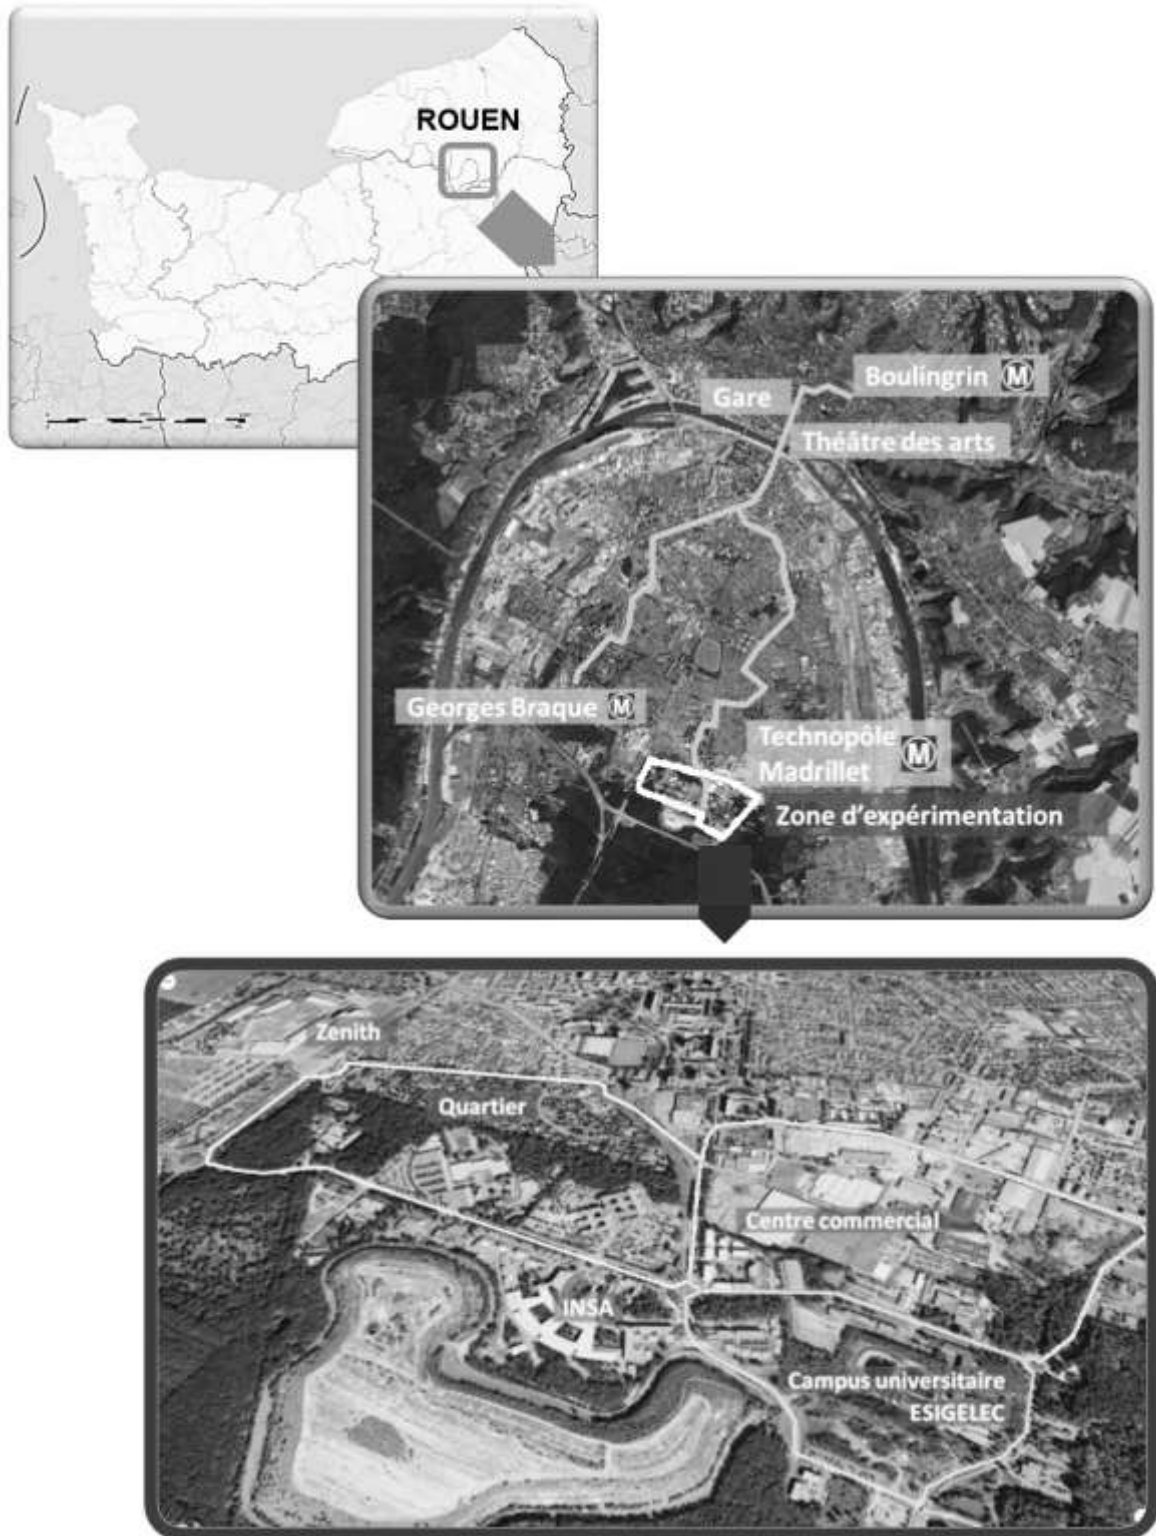 ROUEN
Boulingrin M
Gare
Théâtre des arts
Georges Braque M
Technopôle M
Madrillet
Zone d'expérimentation
Zenith
Quartier
Centre commercial
INSA
Campus universitaire
ESIGELEC